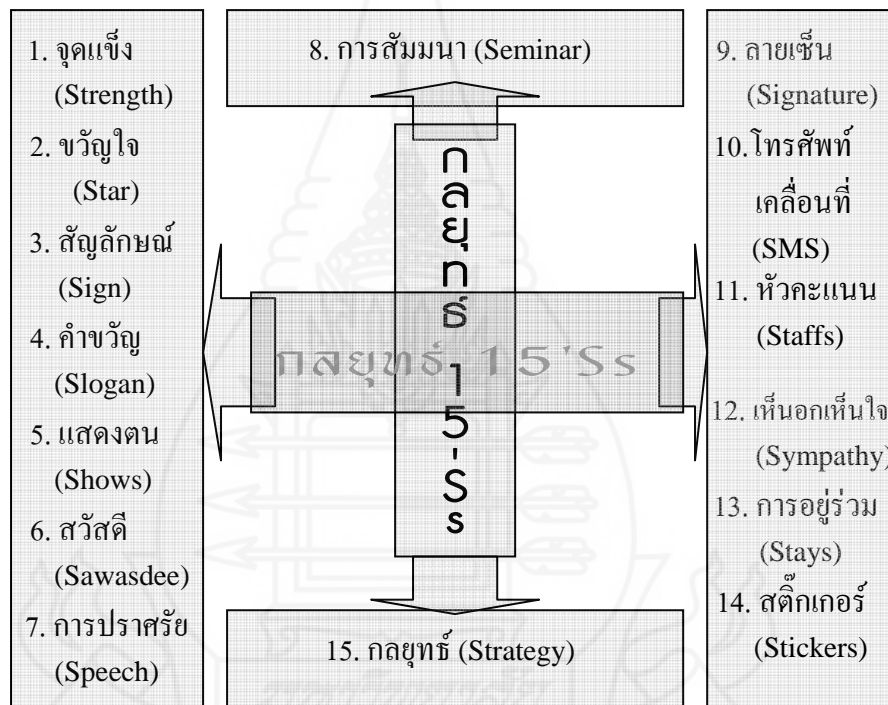 1. จุดแข็ง
(Strength)
2. ขวัญใจ
(Star)
3. สัญลักษณ์
(Sign)
4. คำขวัญ
(Slogan)
5. แสดงตน
(Shows)
6. สวัสดี
(Sawasdee)
7. การปราศรัย
(Speech)
8. การสัมมนา (Seminar)
กลยุทธ์ 15'Ss
กลยุทธ์ 15'Ss
15. กลยุทธ์ (Strategy)
9. ลายเซ็น
(Signature)
10.โทรศัพท์
เคลื่อนที่
(SMS)
11. หัวคะแนน
(Staffs)
12. เห็นอกเห็นใจ
(Sympathy)
13. การอยู่ร่วม
(Stays)
14. สติ๊กเกอร์
(Stickers)